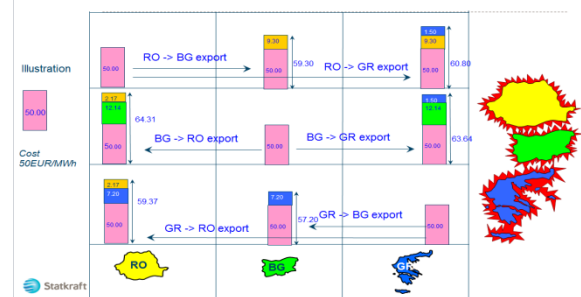 1.50
9.30
9.30
50.00
RO -> BG export
50.00
59.30
RO -> GR export
50.00
60.80
Illustration
50.00
Cost
50EUR/MWh
2.17
12.14
50.00
64.31
BG -> RO export
50.00
BG -> GR export
1.50
12.14
50.00
63.64
2.17
7.20
50.00
59.37
GR -> RO export
7.20
50.00
57.20
GR -> BG export
50.00
RO
BG
GR
Statkraft